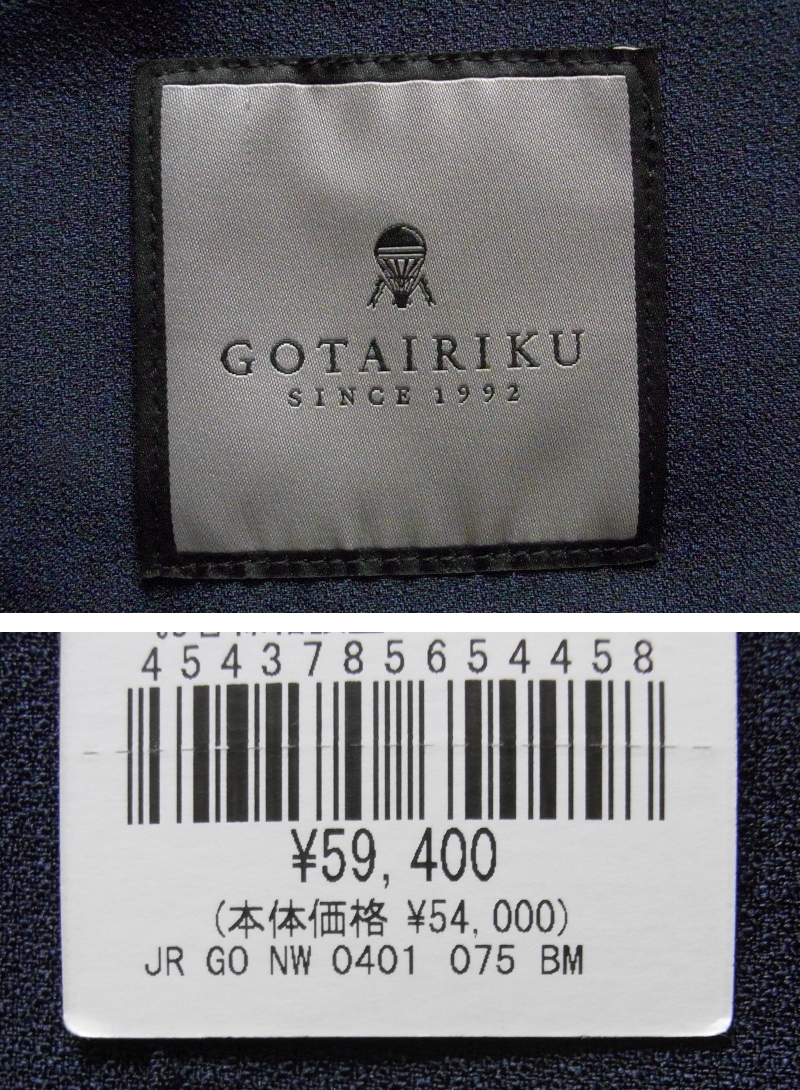 GOTAIRIKU
SINCE 1992
4543785654458
¥59,400
(本体価格 ¥54,000)
JR GO NW 0401 075 BM